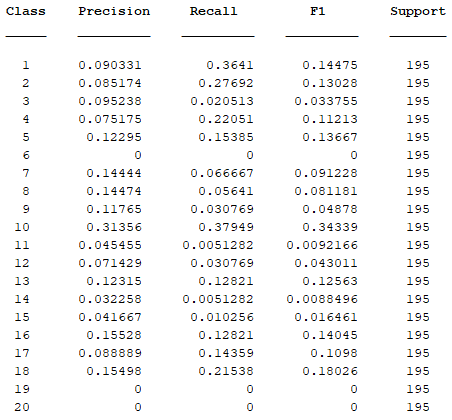 Class Precision Recall F1 Support
1 0.090331 0.3641 0.14475 195
2 0.085174 0.27692 0.13028 195
3 0.095238 0.020513 0.033755 195
4 0.075175 0.22051 0.11213 195
5 0.12295 0.15385 0.13667 195
6 0 0 0 195
7 0.14444 0.066667 0.091228 195
8 0.14474 0.05641 0.081181 195
9 0.11765 0.030769 0.04878 195
10 0.31356 0.37949 0.34339 195
11 0.045455 0.0051282 0.0092166 195
12 0.071429 0.030769 0.043011 195
13 0.12315 0.12821 0.12563 195
14 0.032258 0.0051282 0.0088496 195
15 0.041667 0.010256 0.016461 195
16 0.15528 0.12821 0.14045 195
17 0.088889 0.14359 0.1098 195
18 0.15498 0.21538 0.18026 195
19 0 0 0 195
20 0 0 0 195